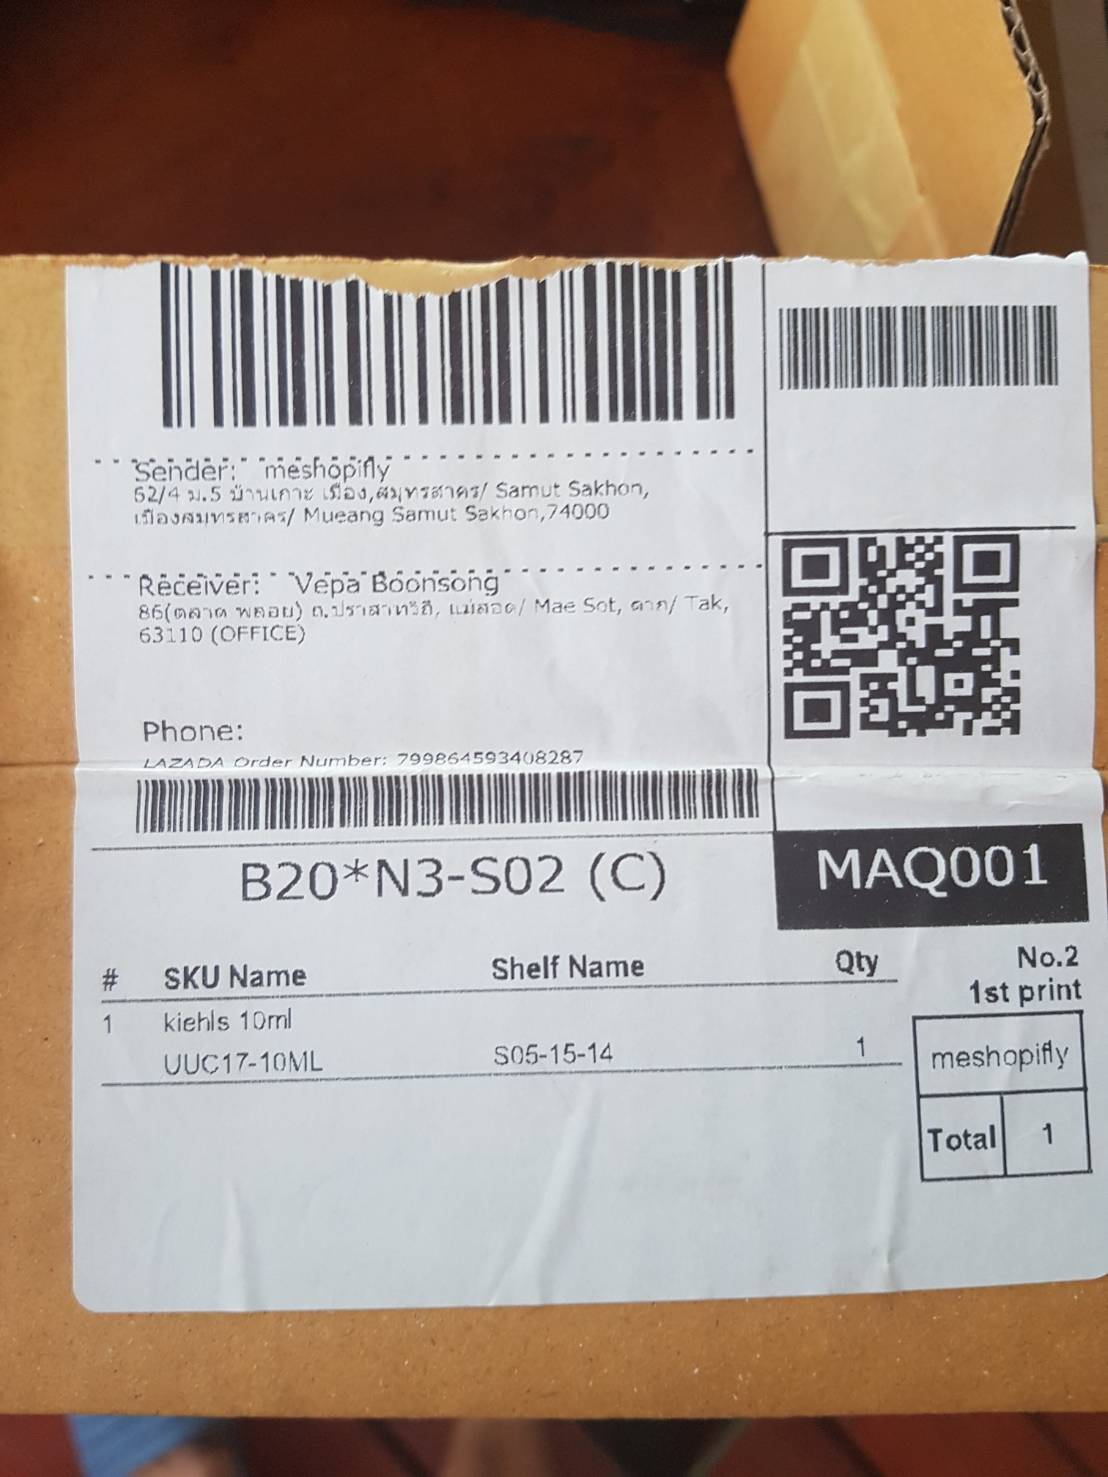 Sender: meshopifly
62/4 ม.5 บ้านเกาะ เมือง,สมุทรสาคร/ Samut Sakhon,
เมืองสมุทรสาคร/ Mueang Samut Sakhon,74000
Receiver: Vepa Boonsong
86(ตลาด พลอย) ถ.ปราสาทวิถี, แม่สอด/ Mae Sot, ตาก/ Tak,
63110 (OFFICE)
Phone:
LAZADA Order Number: 799864593408287
B20*N3-S02 (C)
MAQ001
# SKU Name Shelf Name Qty
No.2
1st print
1 kiehls 10ml
UUC17-10ML S05-15-14 1
meshopifly
Total 1